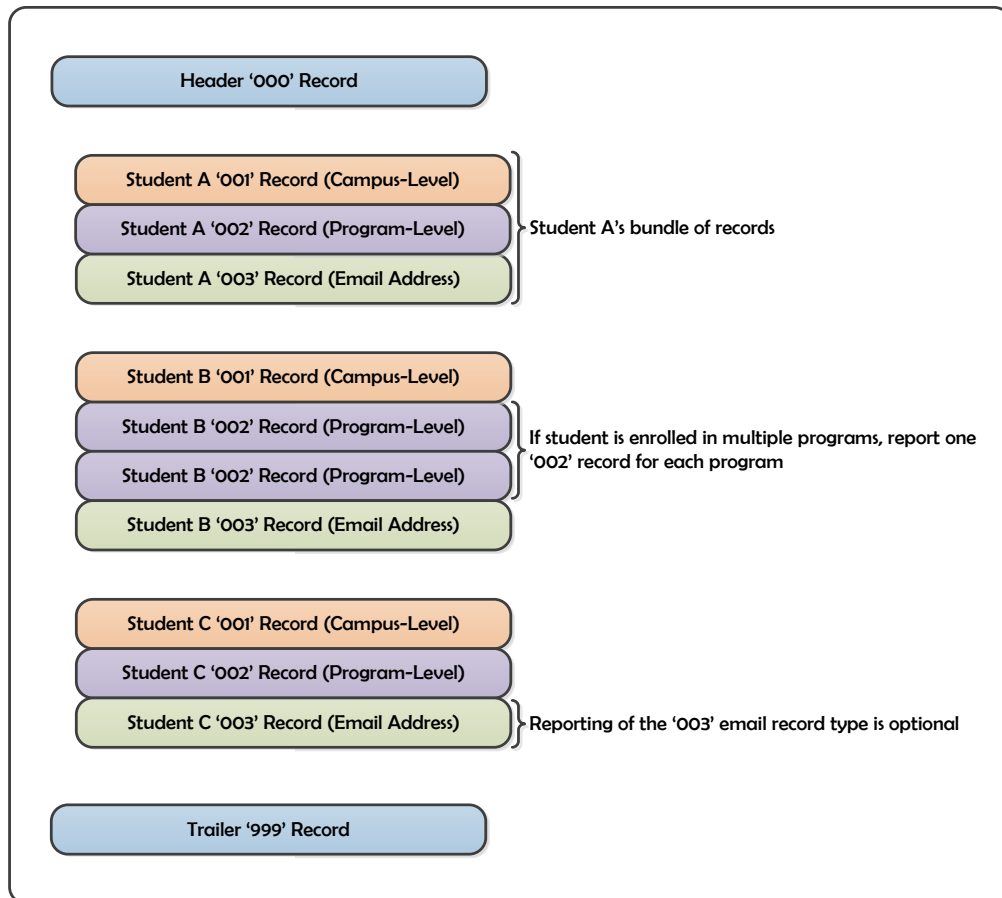 Header ‘000’ Record
Student A ‘001’ Record (Campus-Level)
Student A ‘002’ Record (Program-Level)
Student A’s bundle of records
Student A ‘003’ Record (Email Address)
Student B ‘001’ Record (Campus-Level)
Student B ‘002’ Record (Program-Level)
If student is enrolled in multiple programs, report one
‘002’ record for each program
Student B ‘002’ Record (Program-Level)
Student B ‘003’ Record (Email Address)
Student C ‘001’ Record (Campus-Level)
Student C ‘002’ Record (Program-Level)
Student C ‘003’ Record (Email Address)
Reporting of the ‘003’ email record type is optional
Trailer ‘999’ Record